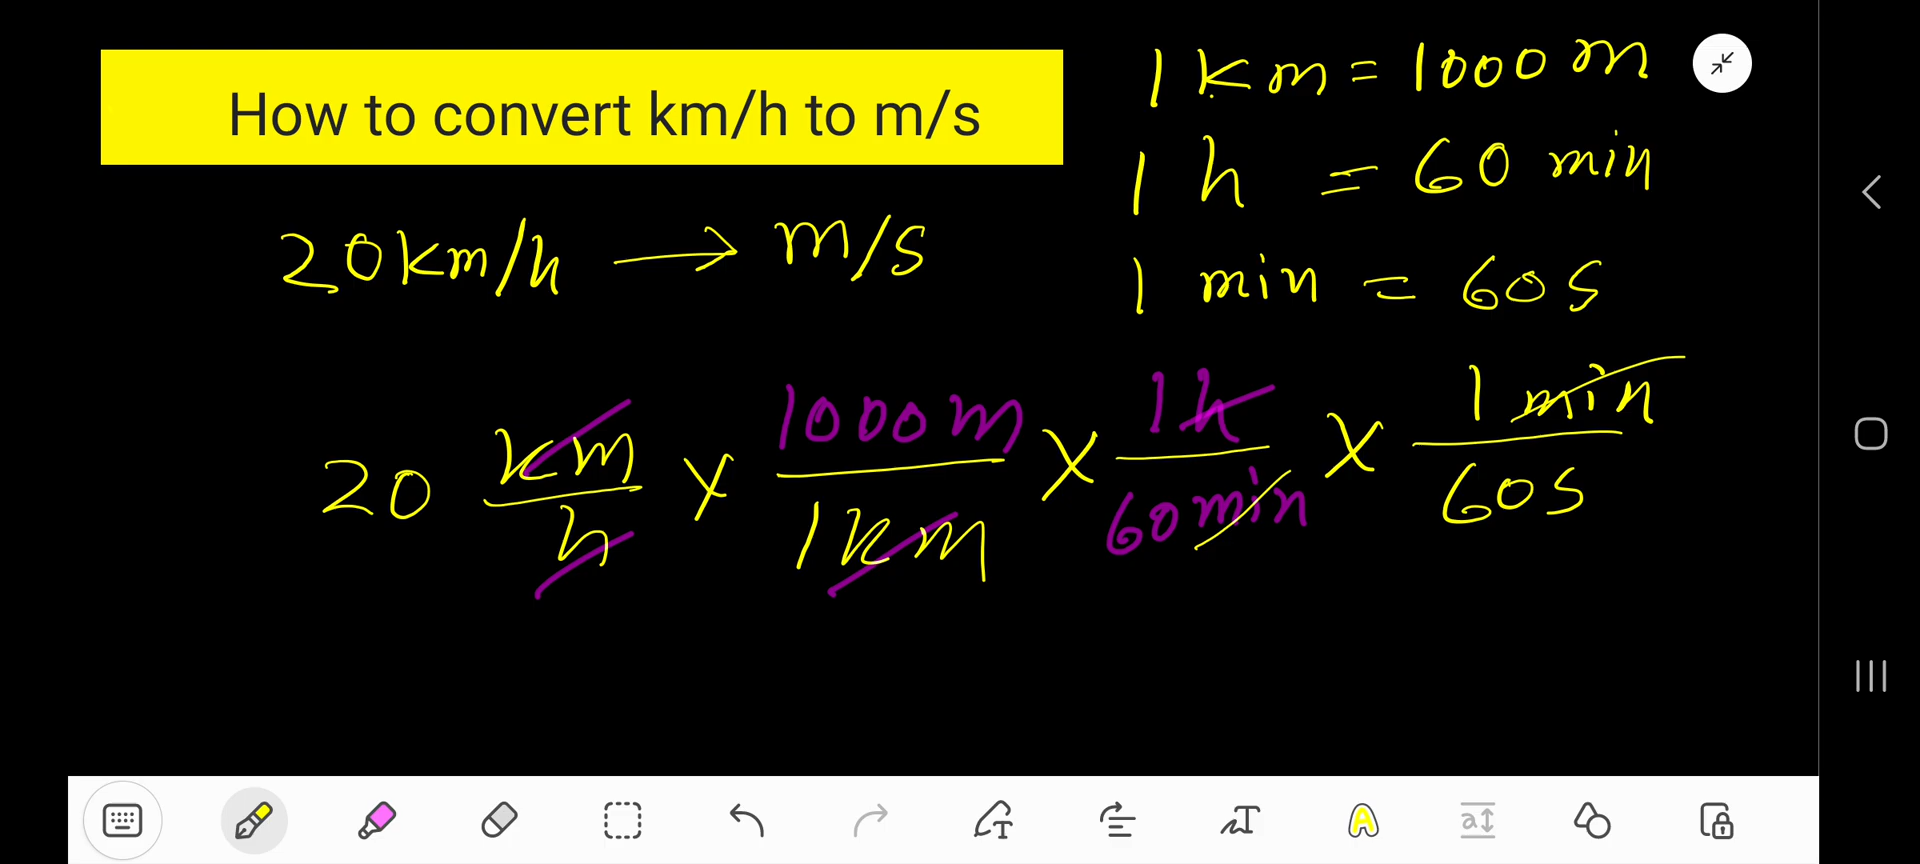 How to convert km/h to m/s
1 km = 1000 m
1 h = 60 min
20 km/h → m/s
1 min = 60 s
20 km/h × 1000 m/1 km × 1 h/60 min × 1 min/60 s